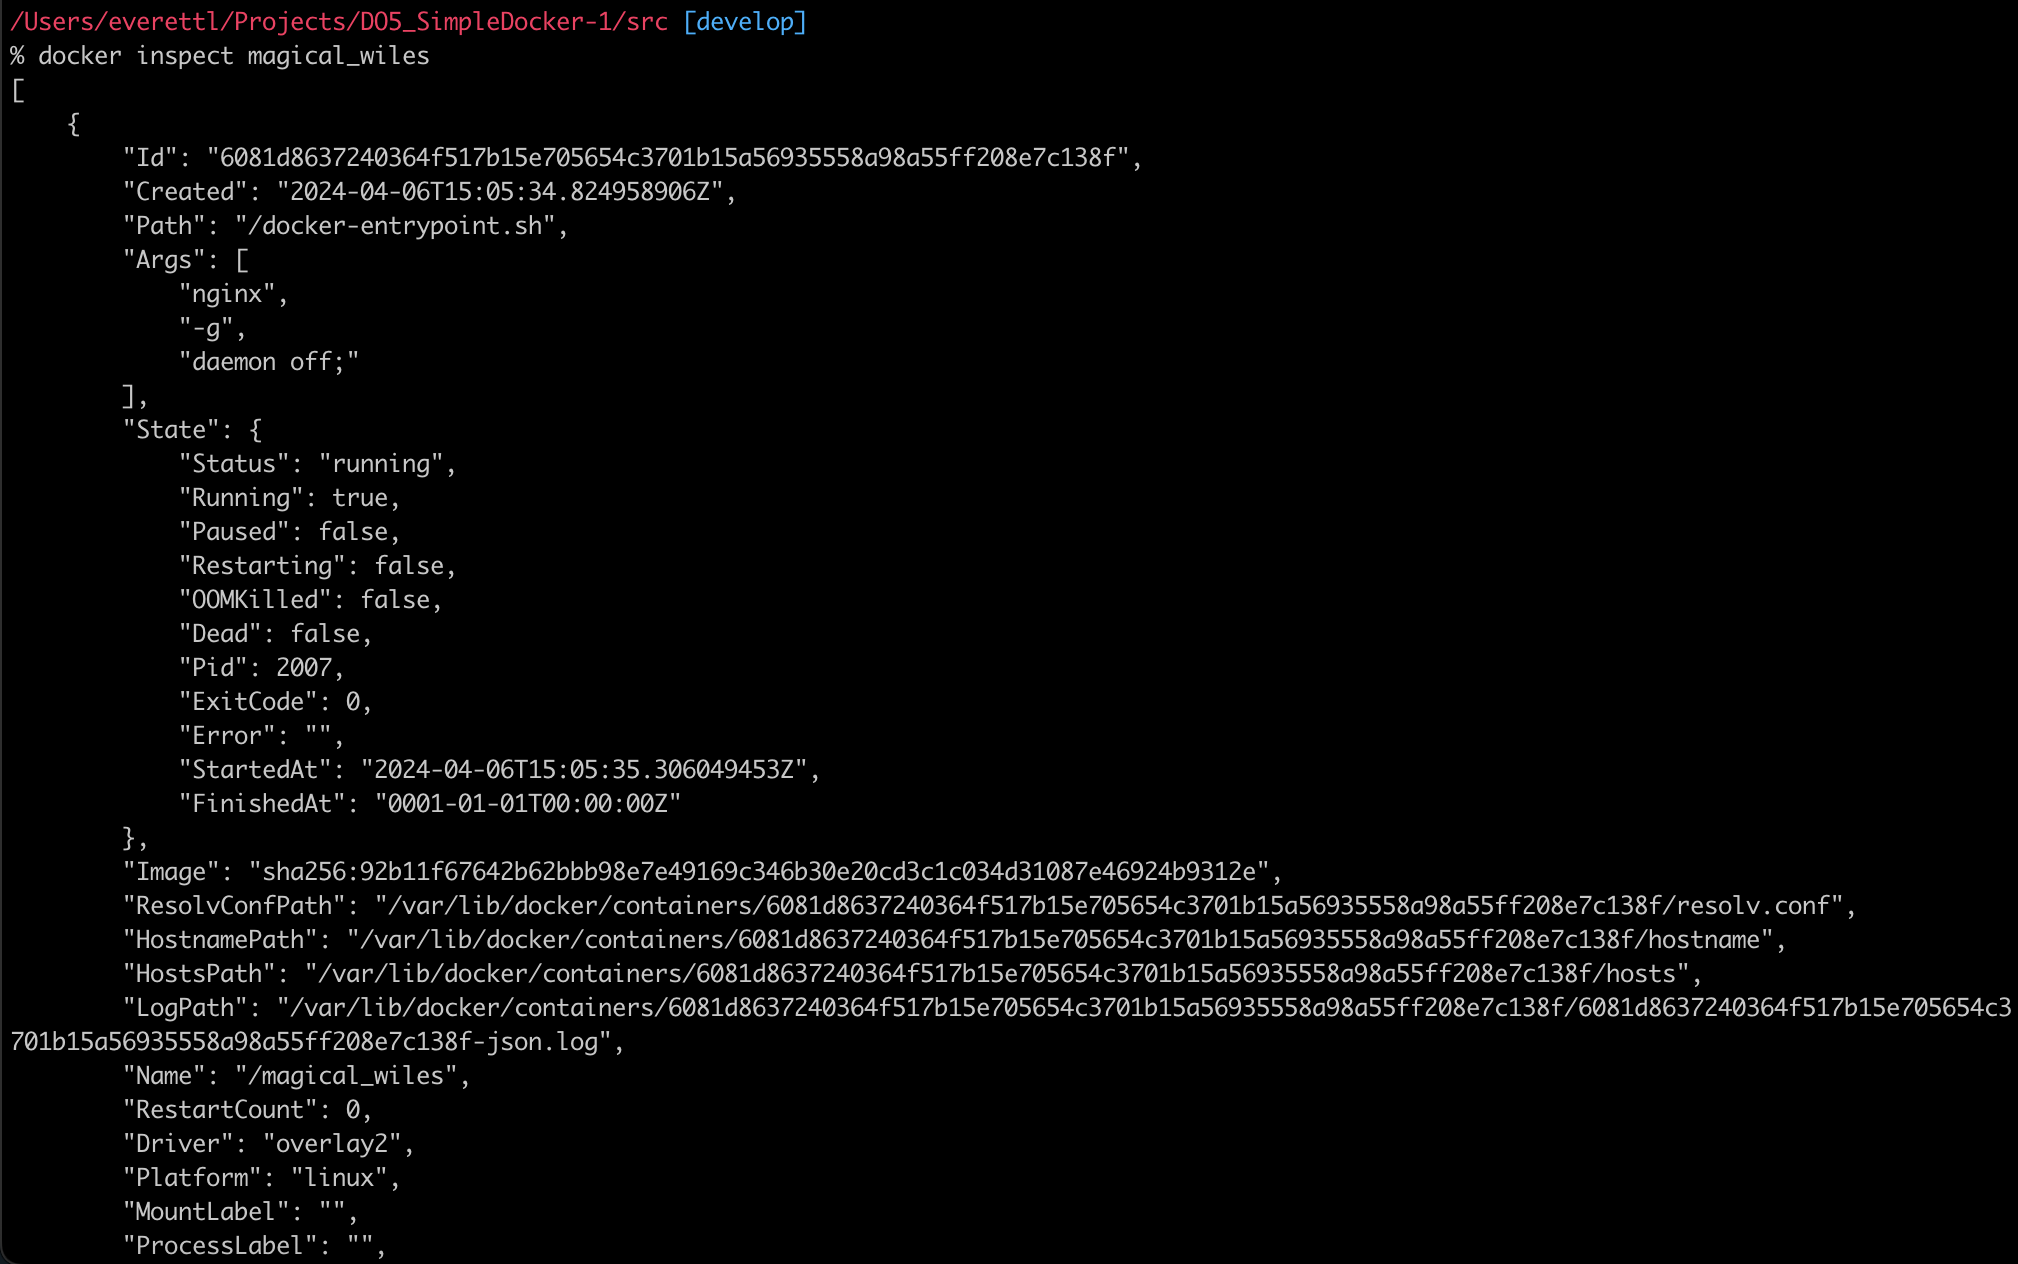 /Users/everettl/Projects/DO5_SimpleDocker-1/src [develop]
% docker inspect magical_wiles
[
    {
        "Id": "6081d8637240364f517b15e705654c3701b15a56935558a98a55ff208e7c138f",
        "Created": "2024-04-06T15:05:34.824958906Z",
        "Path": "/docker-entrypoint.sh",
        "Args": [
            "nginx",
            "-g",
            "daemon off;"
        ],
        "State": {
            "Status": "running",
            "Running": true,
            "Paused": false,
            "Restarting": false,
            "OOMKilled": false,
            "Dead": false,
            "Pid": 2007,
            "ExitCode": 0,
            "Error": "",
            "StartedAt": "2024-04-06T15:05:35.306049453Z",
            "FinishedAt": "0001-01-01T00:00:00Z"
        },
        "Image": "sha256:92b11f67642b62bbb98e7e49169c346b30e20cd3c1c034d31087e46924b9312e",
        "ResolvConfPath": "/var/lib/docker/containers/6081d8637240364f517b15e705654c3701b15a56935558a98a55ff208e7c138f/resolv.conf",
        "HostnamePath": "/var/lib/docker/containers/6081d8637240364f517b15e705654c3701b15a56935558a98a55ff208e7c138f/hostname",
        "HostsPath": "/var/lib/docker/containers/6081d8637240364f517b15e705654c3701b15a56935558a98a55ff208e7c138f/hosts",
        "LogPath": "/var/lib/docker/containers/6081d8637240364f517b15e705654c3701b15a56935558a98a55ff208e7c138f/6081d8637240364f517b15e705654c3
701b15a56935558a98a55ff208e7c138f-json.log",
        "Name": "/magical_wiles",
        "RestartCount": 0,
        "Driver": "overlay2",
        "Platform": "linux",
        "MountLabel": "",
        "ProcessLabel": "",